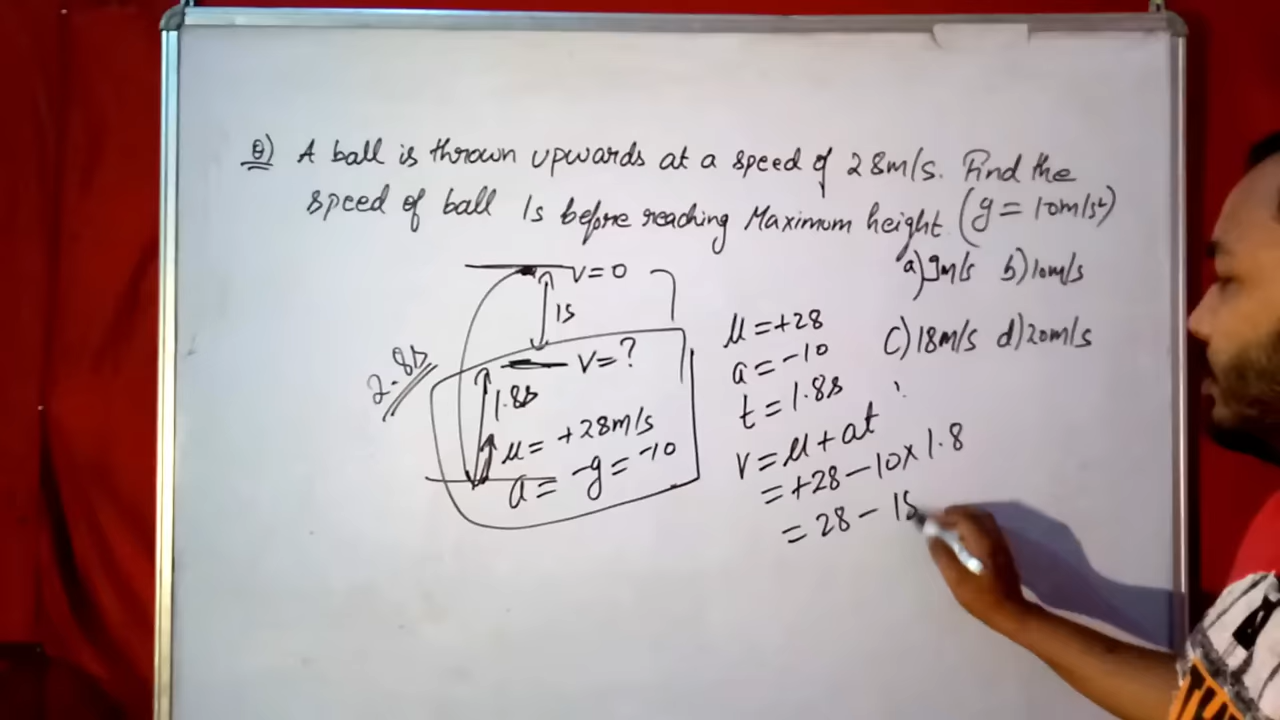 Q) A ball is thrown upwards at a speed of 28m/s. Find the
speed of ball 1s before reaching Maximum height (g = 10m/s²)
a) 9m/s b) 10m/s
c) 18m/s d) 20m/s
v = 0
1s
v = ?
2.8s
1.8s
u = +28m/s
a = -g = -10
u = +28
a = -10
t = 1.8s
v = u + at
= +28 - 10 × 1.8
= 28 - 18